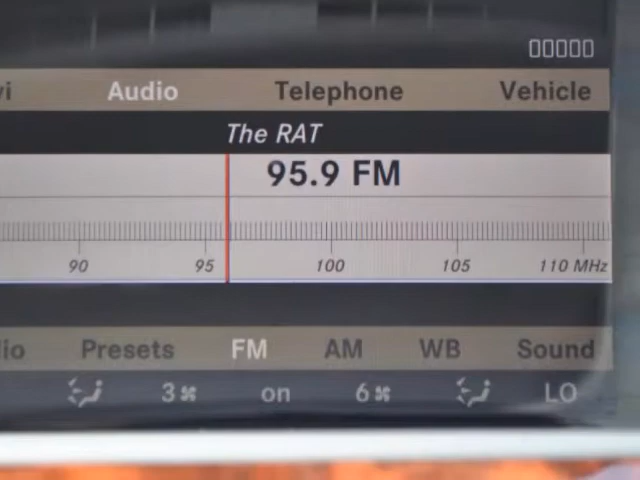 Audio Telephone Vehicle
The RAT
95.9 FM
90 95 100 105 110 MHz
Presets FM AM WB Sound
3 on 6 LO